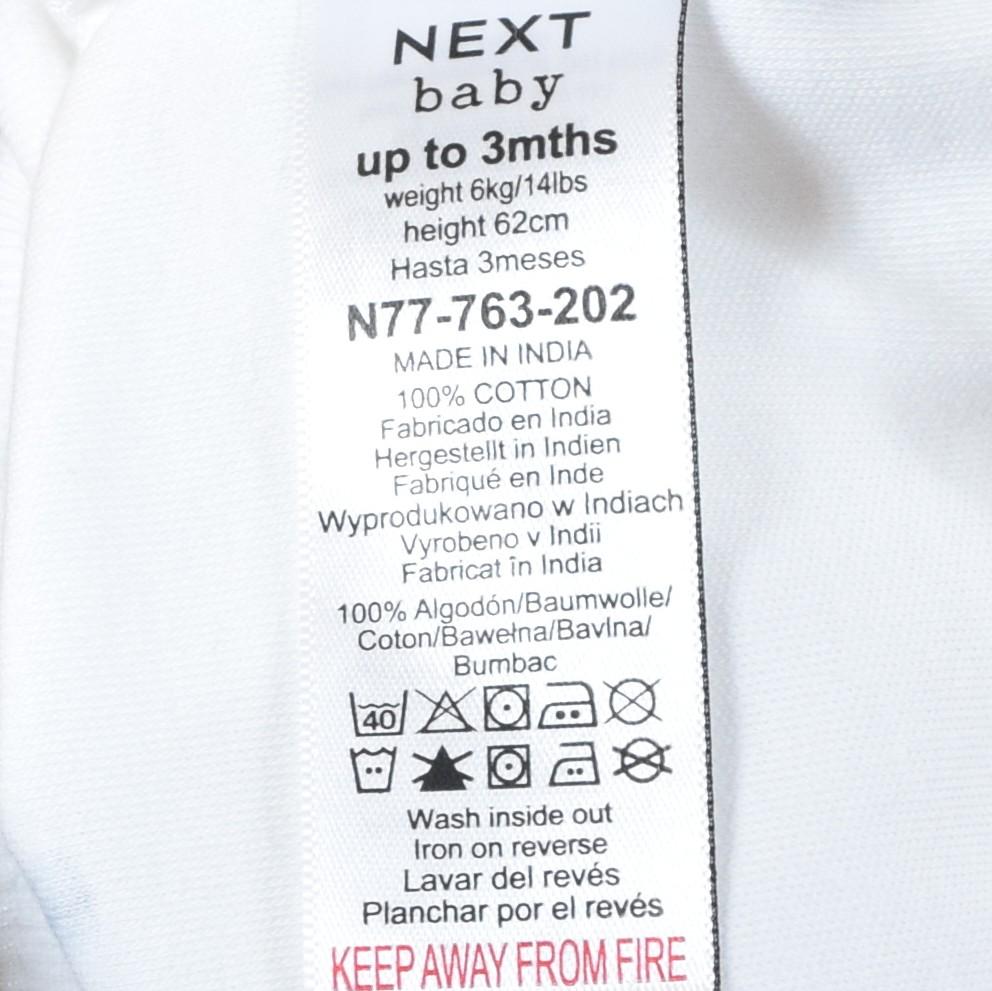 NEXT
baby
up to 3mths
weight 6kg/14lbs
height 62cm
Hasta 3meses
N77-763-202
MADE IN INDIA
100% COTTON
Fabricado en India
Hergestellt in Indien
Fabriqué en Inde
Wyprodukowano w Indiach
Vyrobeno v Indii
Fabricat în India
100% Algodón/Baumwolle/
Coton/Bawełna/Bavlna/
Bumbac
40
Wash inside out
Iron on reverse
Lavar del revés
Planchar por el revés
KEEP AWAY FROM FIRE